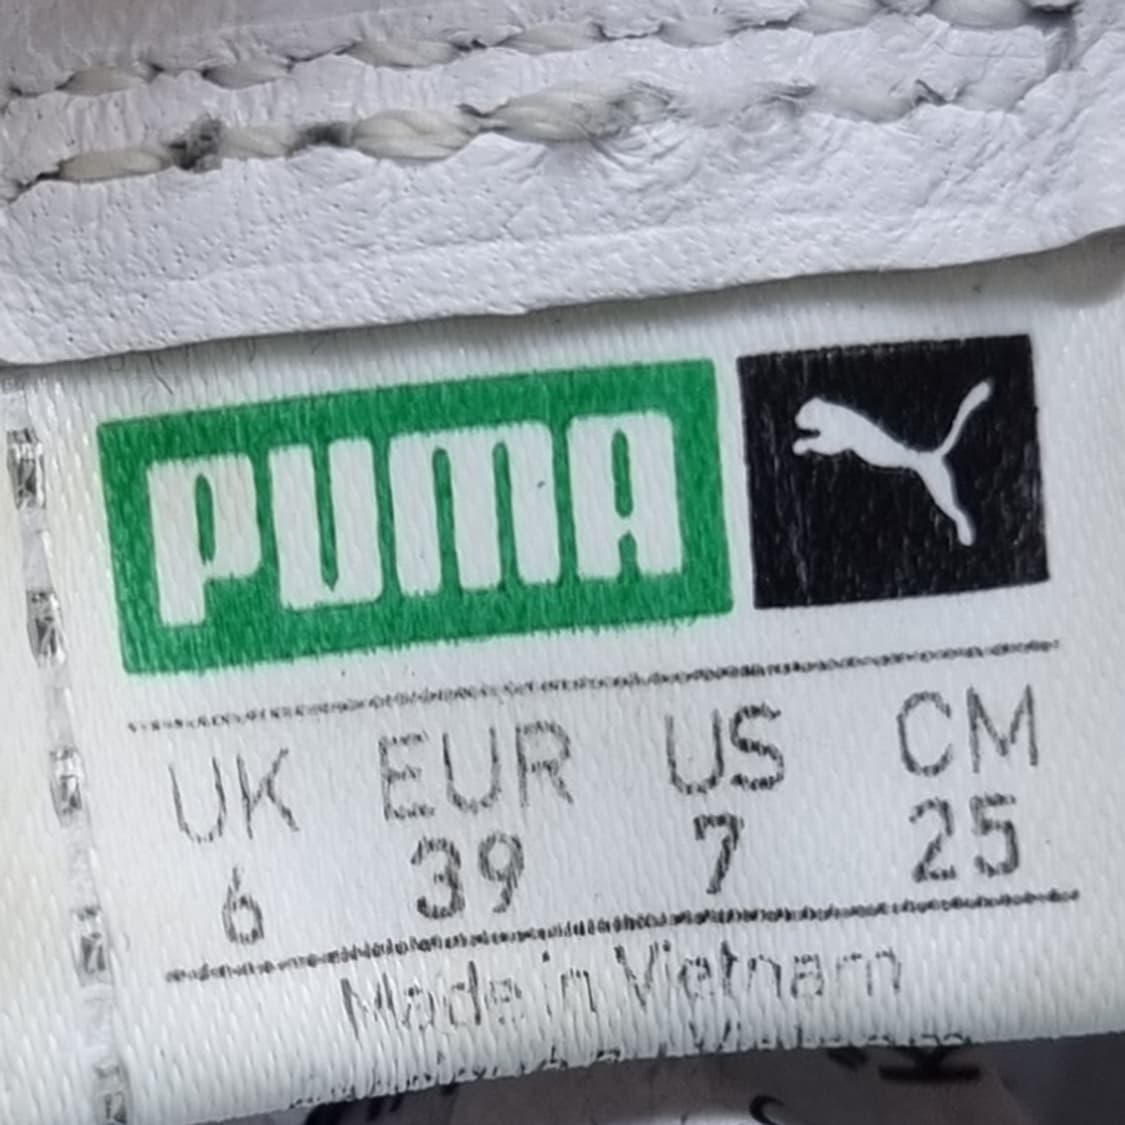 PUMA
UK EUR US CM
6 39 7 25
Made in Vietnam